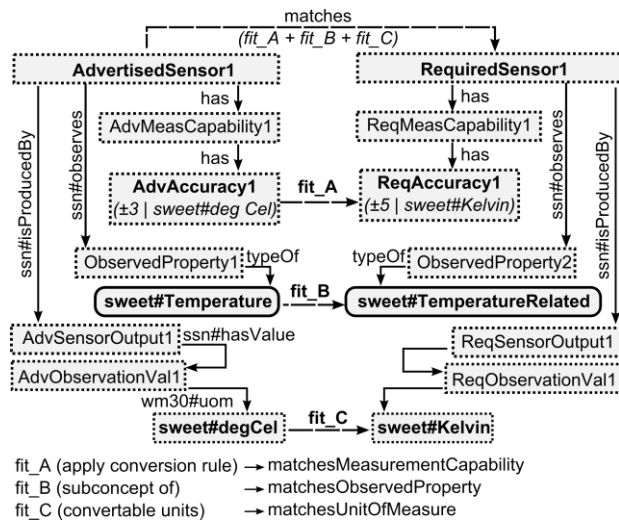 matches
(fit_A + fit_B + fit_C)
AdvertisedSensor1
RequiredSensor1
has
has
AdvMeasCapability1
ReqMeasCapability1
has
has
ssn#isProducedBy
ssn#observes
ssn#observes
ssn#isProducedBy
AdvAccuracy1
(±3 | sweet#deg Cel)
fit_A
ReqAccuracy1
(±5 | sweet#Kelvin)
ObservedProperty1
typeOf
typeOf
ObservedProperty2
sweet#Temperature
fit_B
sweet#TemperatureRelated
AdvSensorOutput1
ssn#hasValue
ReqSensorOutput1
AdvObservationVal1
ReqObservationVal1
wm30#uom
sweet#degCel
fit_C
sweet#Kelvin
fit_A (apply conversion rule) → matchesMeasurementCapability
fit_B (subconcept of) → matchesObservedProperty
fit_C (convertable units) → matchesUnitOfMeasure